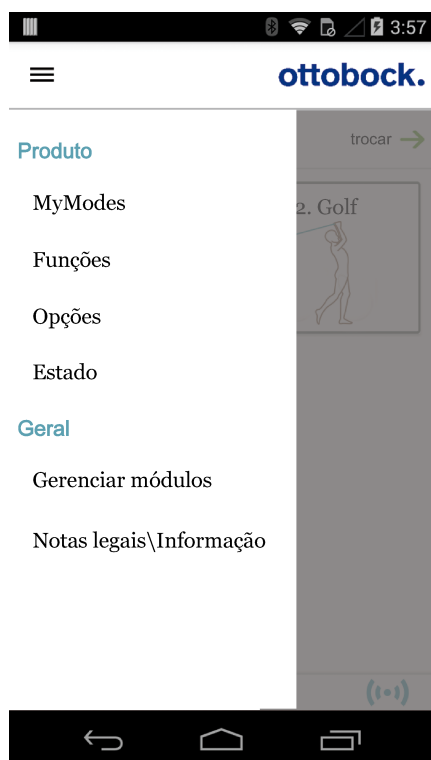 3:57
ottobock.
Produto
trocar
MyModes
2. Golf
Funções
Opções
Estado
Geral
Gerenciar módulos
Notas legais\Informação